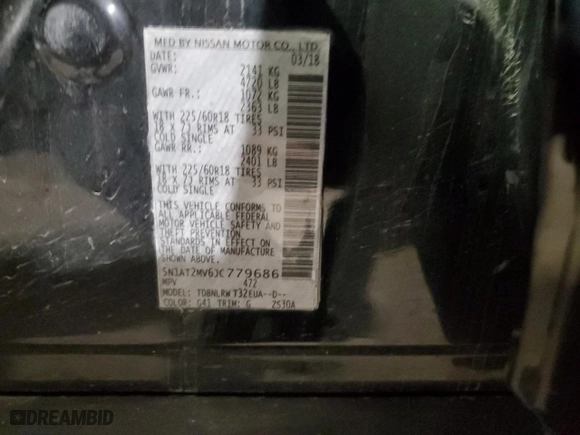 MFD BY NISSAN MOTOR CO., LTD.
DATE: 03/18
GVWR: 2141 KG
4720 LB
GAWR FR.: 1072 KG
2363 LB
WITH 225/60R18 TIRES
18 X 7J RIMS AT 33 PSI
COLD SINGLE
GAWR RR.: 1089 KG
2401 LB
WITH 225/60R18 TIRES
18 X 7J RIMS AT 33 PSI
COLD SINGLE
THIS VEHICLE CONFORMS TO
ALL APPLICABLE FEDERAL
MOTOR VEHICLE SAFETY AND
THEFT PREVENTION
STANDARDS IN EFFECT ON
THE DATE OF MANUFACTURE
SHOWN ABOVE.
5N1AT2MV6JC779686
MPV 472
MODEL: TDBNLRW T32EUA--D--
COLOR: G41 TRIM: G 2530A
DREAMBID